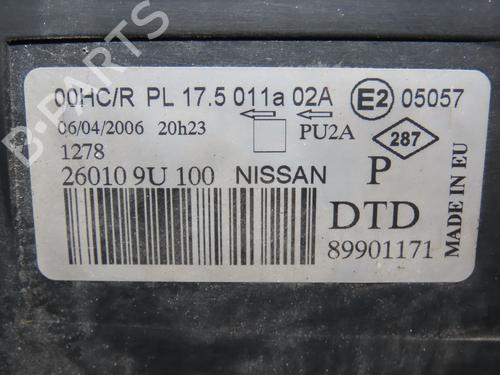 00HC/R PL 17.5 011a 02A E2 05057
06/04/2006 20h23 PU2A 287
1278
26010 9U 100 NISSAN P
DTD
89901171
MADE IN EU
B-PARTS